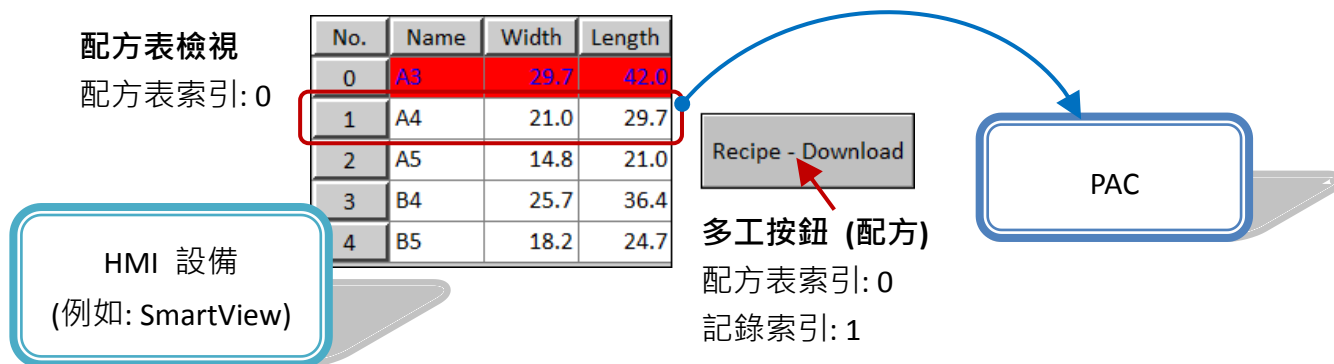 配方表檢視
配方表索引: 0
No. Name Width Length
0 A3 29.7 42.0
1 A4 21.0 29.7
2 A5 14.8 21.0
3 B4 25.7 36.4
4 B5 18.2 24.7
Recipe - Download
多工按鈕 (配方)
配方表索引: 0
記錄索引: 1
PAC
HMI 設備
(例如: SmartView)